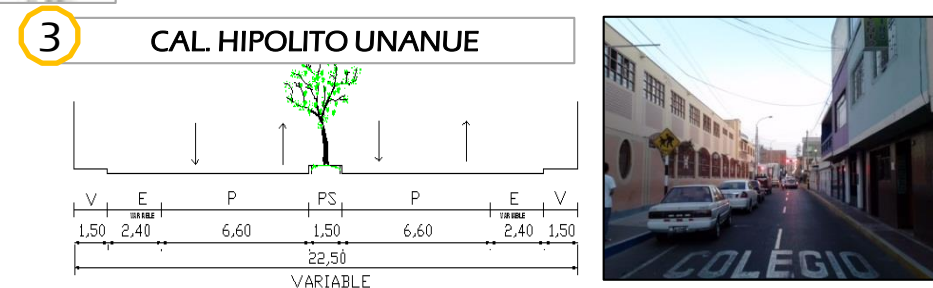 3
CAL. HIPOLITO UNANUE
V E P PS P E V
VARIABLE VARIABLE
1,50 2,40 6,60 1,50 6,60 2,40 1,50
22,50
VARIABLE
COLEGIO